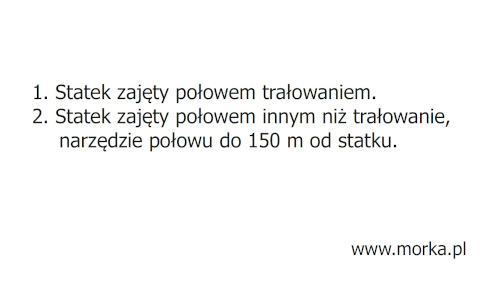 1. Statek zajęty połowem trałowaniem.
2. Statek zajęty połowem innym niż trałowanie,
narzędzie połowu do 150 m od statku.
www.morka.pl